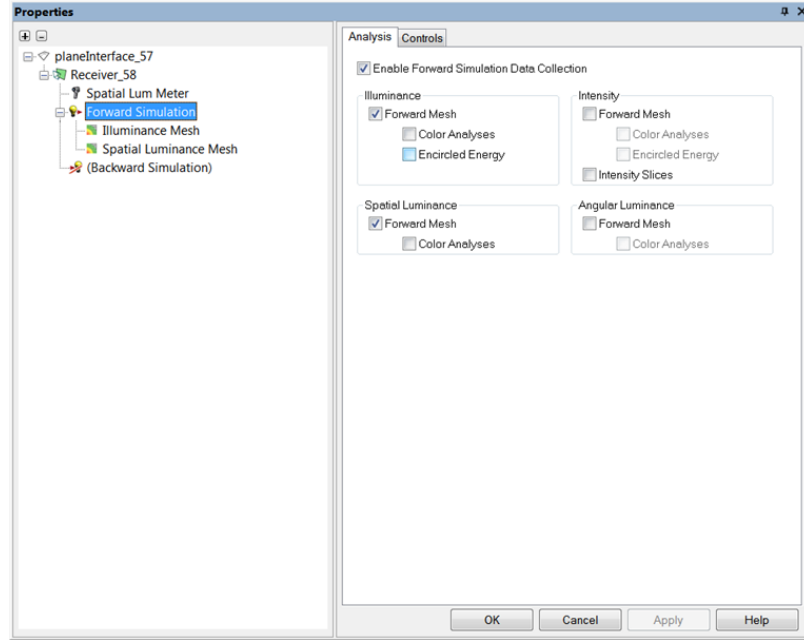 Properties
planeInterface_57
Receiver_58
Spatial Lum Meter
Forward Simulation
Illuminance Mesh
Spatial Luminance Mesh
(Backward Simulation)
Analysis Controls
Enable Forward Simulation Data Collection
Illuminance
Forward Mesh
Color Analyses
Encircled Energy
Intensity
Forward Mesh
Color Analyses
Encircled Energy
Intensity Slices
Spatial Luminance
Forward Mesh
Color Analyses
Angular Luminance
Forward Mesh
Color Analyses
OK Cancel Apply Help